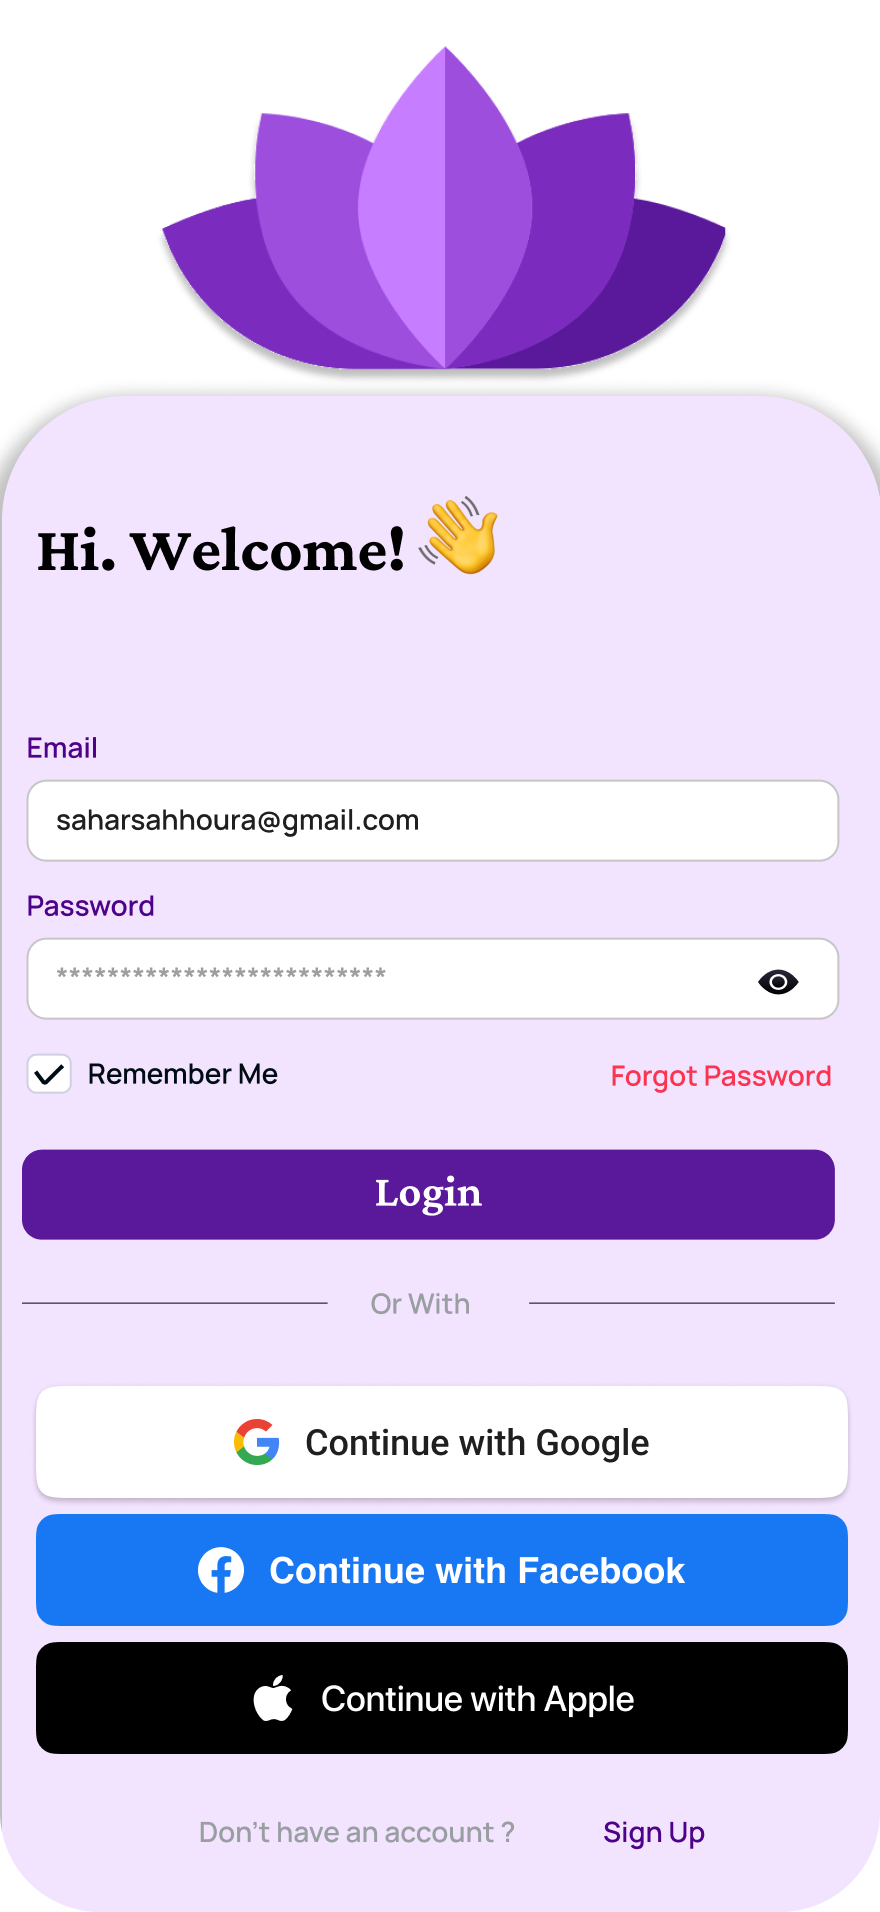 Hi. Welcome! 👋
Email
saharsahhoura@gmail.com
Password
**************************
Remember Me
Forgot Password
Login
Or With
Continue with Google
Continue with Facebook
Continue with Apple
Don't have an account ? Sign Up